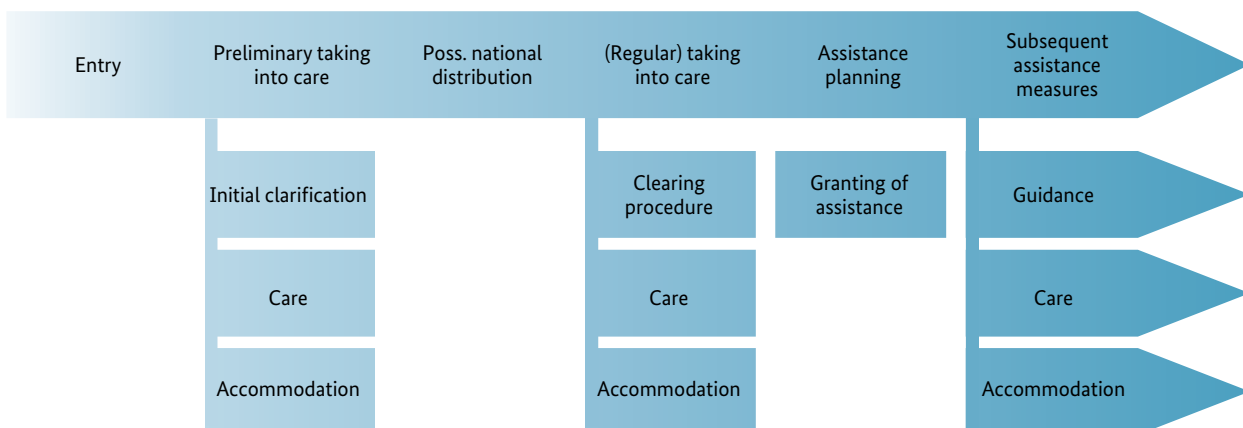 Entry
Preliminary taking
into care
Poss. national
distribution
(Regular) taking
into care
Assistance
planning
Subsequent
assistance
measures
Initial clarification
Clearing
procedure
Granting of
assistance
Guidance
Care
Care
Care
Accommodation
Accommodation
Accommodation